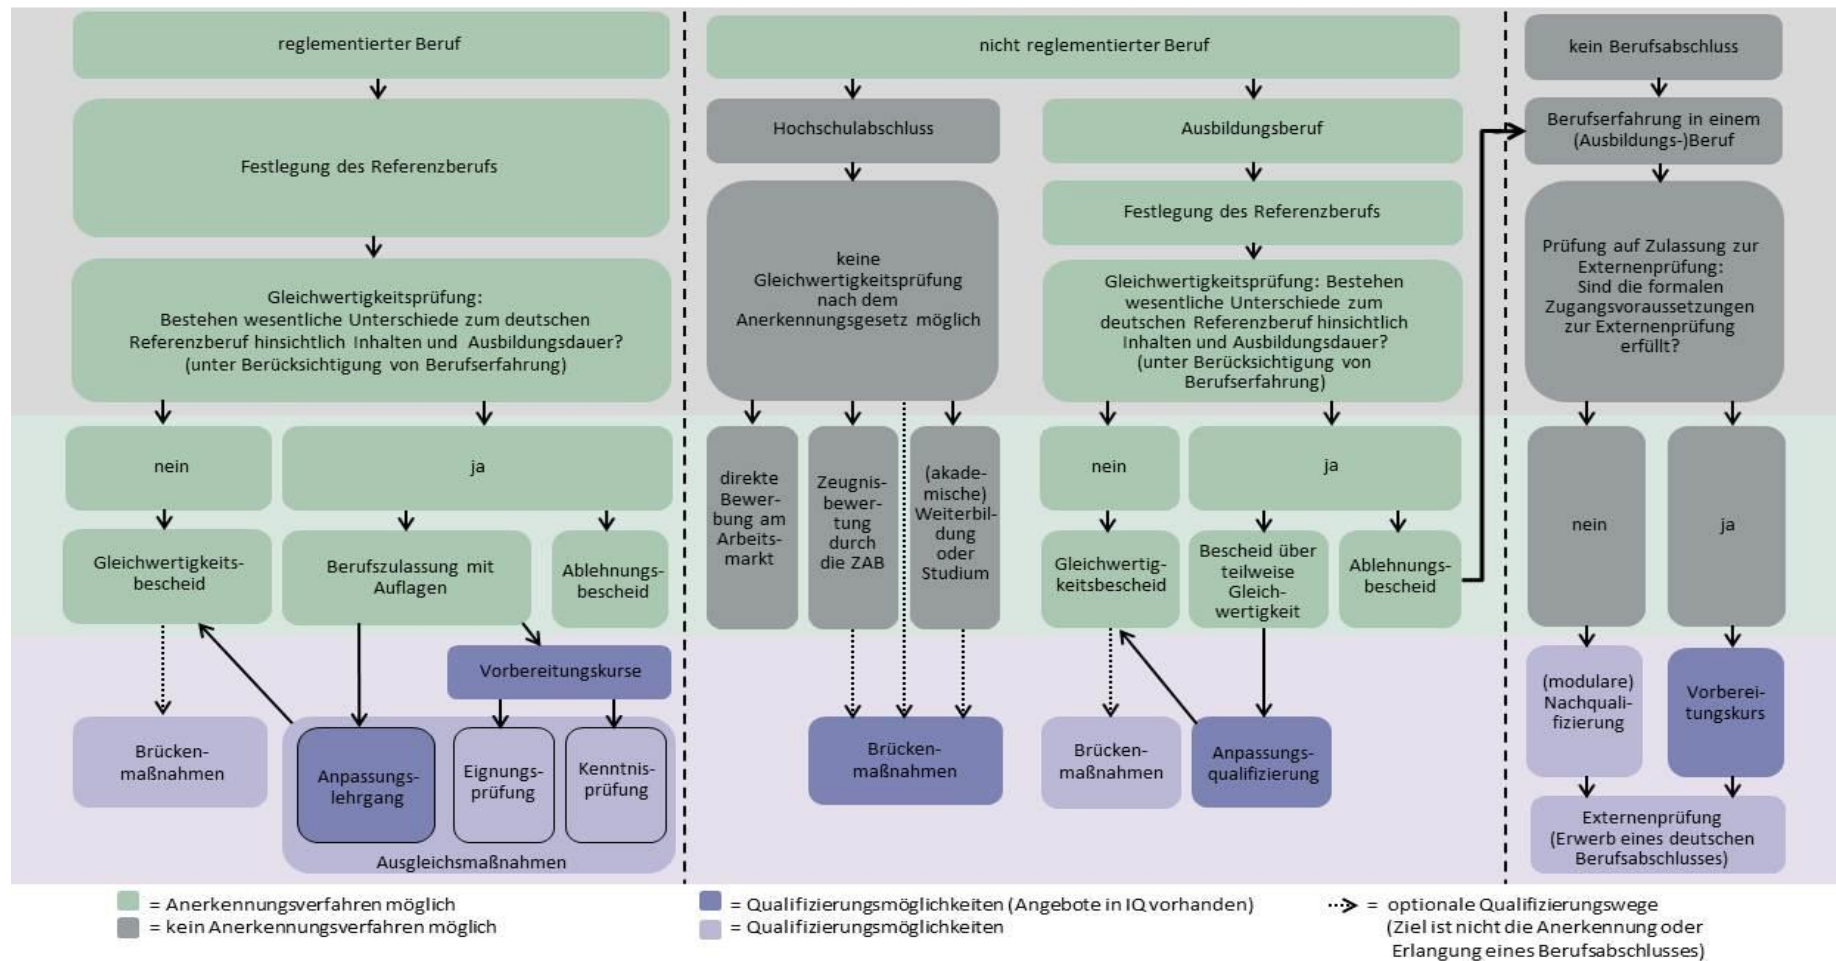 reglementierter Beruf
Festlegung des Referenzberufs
Gleichwertigkeitsprüfung:
Bestehen wesentliche Unterschiede zum deutschen
Referenzberuf hinsichtlich Inhalten und Ausbildungsdauer?
(unter Berücksichtigung von Berufserfahrung)
nein
ja
Gleichwertigkeits-
bescheid
Berufszulassung mit
Auflagen
Ablehnungs-
bescheid
Vorbereitungskurse
Brücken-
maßnahmen
Anpassungs-
lehrgang
Eignungs-
prüfung
Kenntnis-
prüfung
Ausgleichsmaßnahmen
nicht reglementierter Beruf
Hochschulabschluss
keine
Gleichwertigkeitsprüfung
nach dem
Anerkennungsgesetz möglich
direkte
Bewer-
bung am
Arbeits-
markt
Zeugnis-
bewer-
tung
durch
die ZAB
(akade-
mische)
Weiterbil-
dung oder
Studium
Brücken-
maßnahmen
Ausbildungsberuf
Festlegung des Referenzberufs
Gleichwertigkeitsprüfung: Bestehen
wesentliche Unterschiede zum
deutschen Referenzberuf hinsichtlich
Inhalten und Ausbildungsdauer?
(unter Berücksichtigung von
Berufserfahrung)
nein
ja
Gleichwertig-
keitsbescheid
Bescheid über
teilweise
Gleich-
wertigkeit
Ablehnungs-
bescheid
Brücken-
maßnahmen
Anpassungs-
qualifizierung
kein Berufsabschluss
Berufserfahrung in einem
(Ausbildungs-)Beruf
Prüfung auf Zulassung zur
Externenprüfung:
Sind die formalen
Zugangsvoraussetzungen
zur Externenprüfung
erfüllt?
nein
ja
(modulare)
Nachquali-
fizierung
Vorberei-
tungskurs
Externenprüfung
(Erwerb eines deutschen
Berufsabschlusses)
= Anerkennungsverfahren möglich
= kein Anerkennungsverfahren möglich
= Qualifizierungsmöglichkeiten (Angebote in IQ vorhanden)
= Qualifizierungsmöglichkeiten
= optionale Qualifizierungswege
(Ziel ist nicht die Anerkennung oder
Erlangung eines Berufsabschlusses)